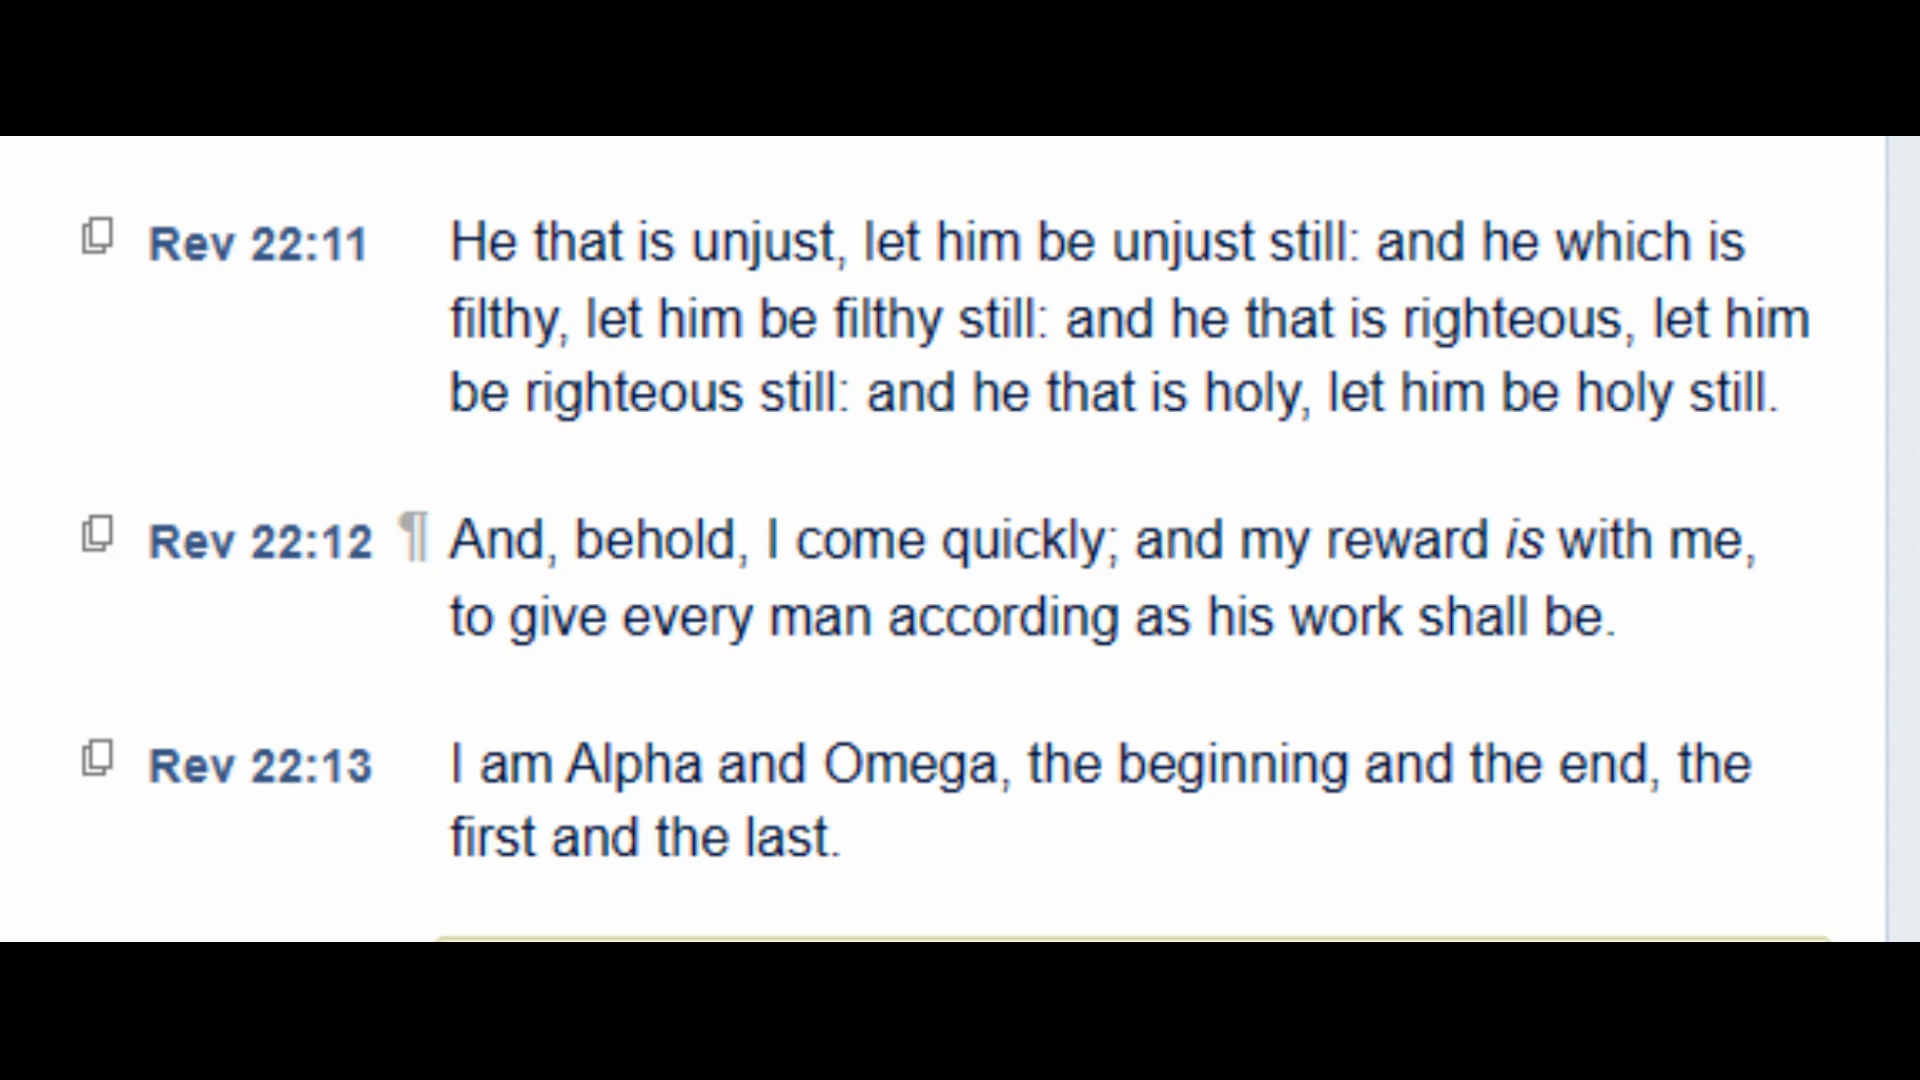 Rev 22:11 He that is unjust, let him be unjust still: and he which is
filthy, let him be filthy still: and he that is righteous, let him
be righteous still: and he that is holy, let him be holy still.
Rev 22:12 ¶ And, behold, I come quickly; and my reward is with me,
to give every man according as his work shall be.
Rev 22:13 I am Alpha and Omega, the beginning and the end, the
first and the last.